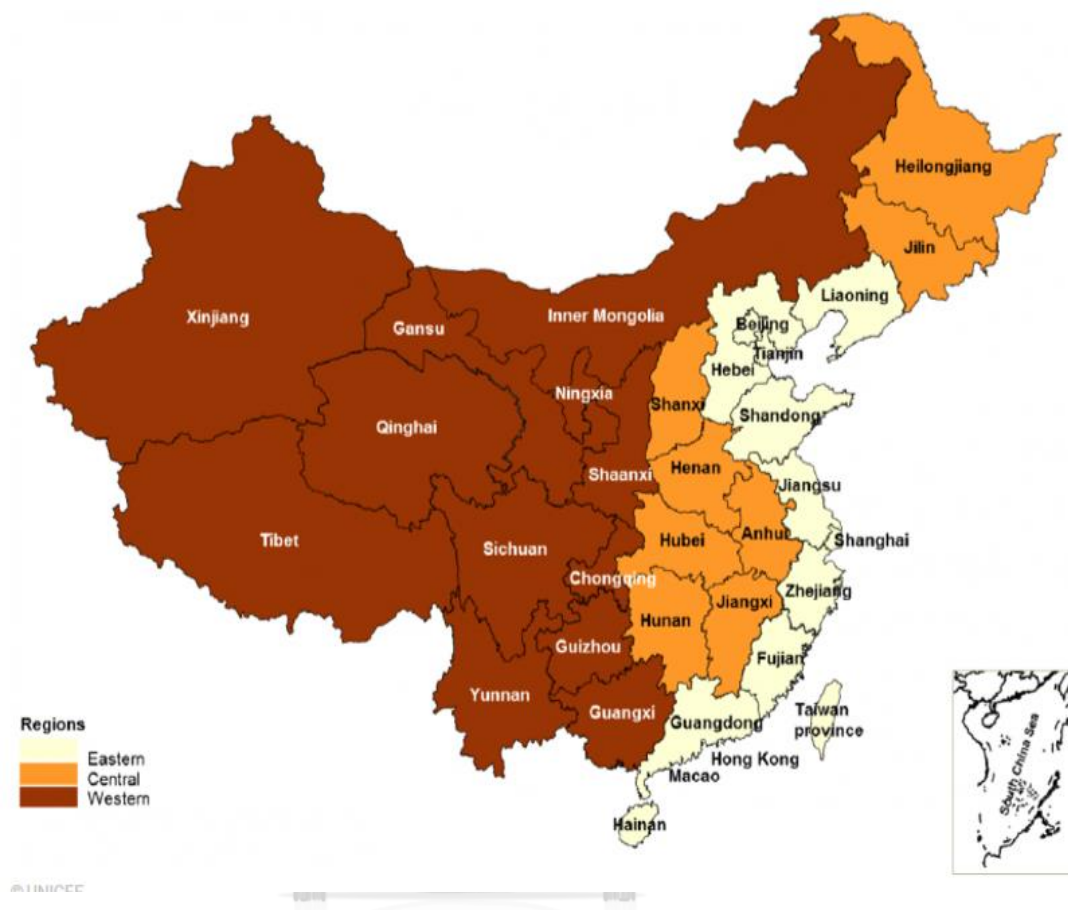 Heilongjiang
Jilin
Liaoning
Xinjiang
Gansu
Inner Mongolia
Beijing
Tianjin
Hebei
Ningxia
Shanxi
Shandong
Qinghai
Shaanxi
Henan
Jiangsu
Tibet
Sichuan
Hubei
Anhui
Shanghai
Chongqing
Zhejiang
Jiangxi
Hunan
Guizhou
Fujian
Yunnan
Guangxi
Guangdong
Taiwan
province
Hong Kong
Macao
Hainan
Regions
Eastern
Central
Western
South China Sea